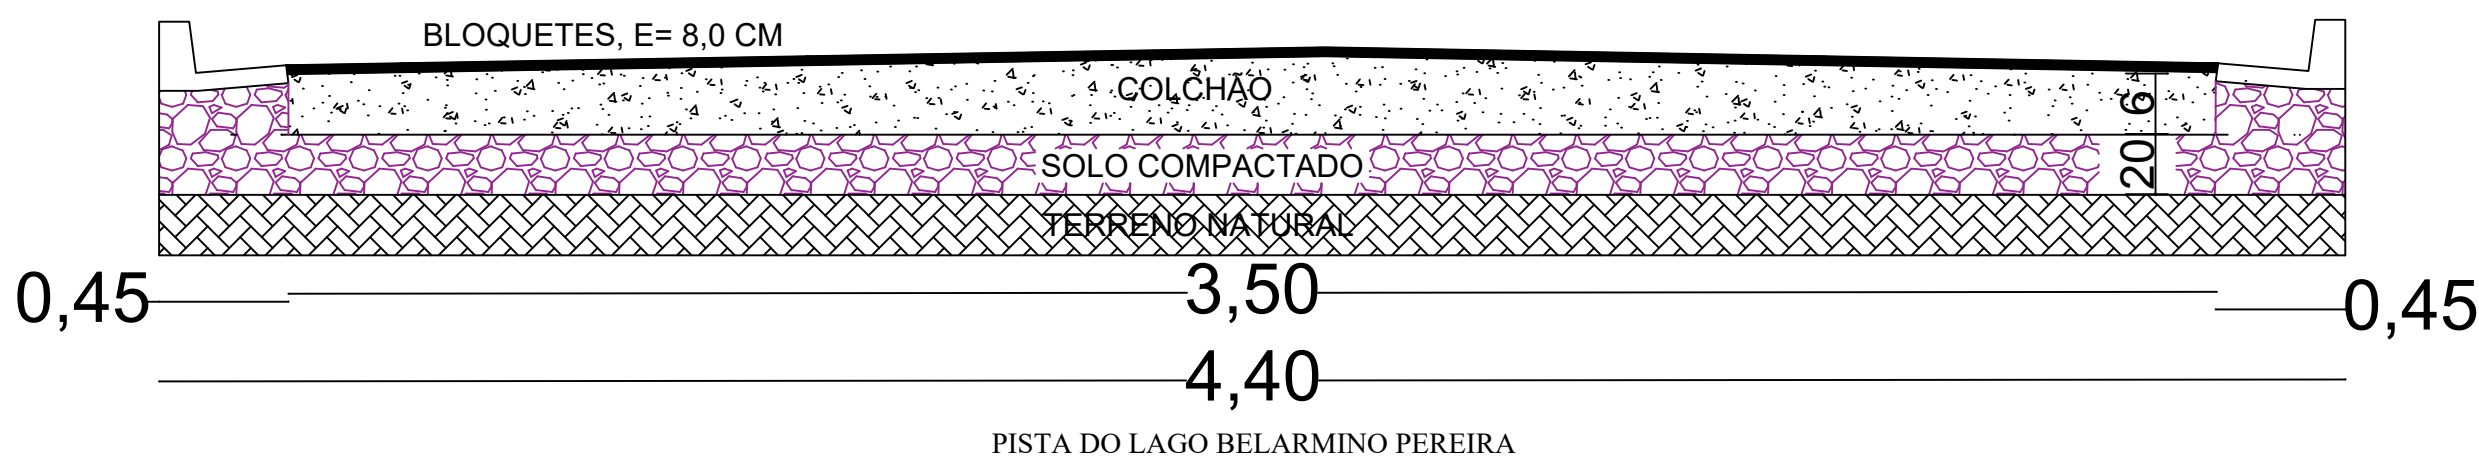 BLOQUETES, E= 8,0 CM
COLCHÃO
6
SOLO COMPACTADO
20
TERRENO NATURAL
0,45
3,50
0,45
4,40
PISTA DO LAGO BELARMINO PEREIRA